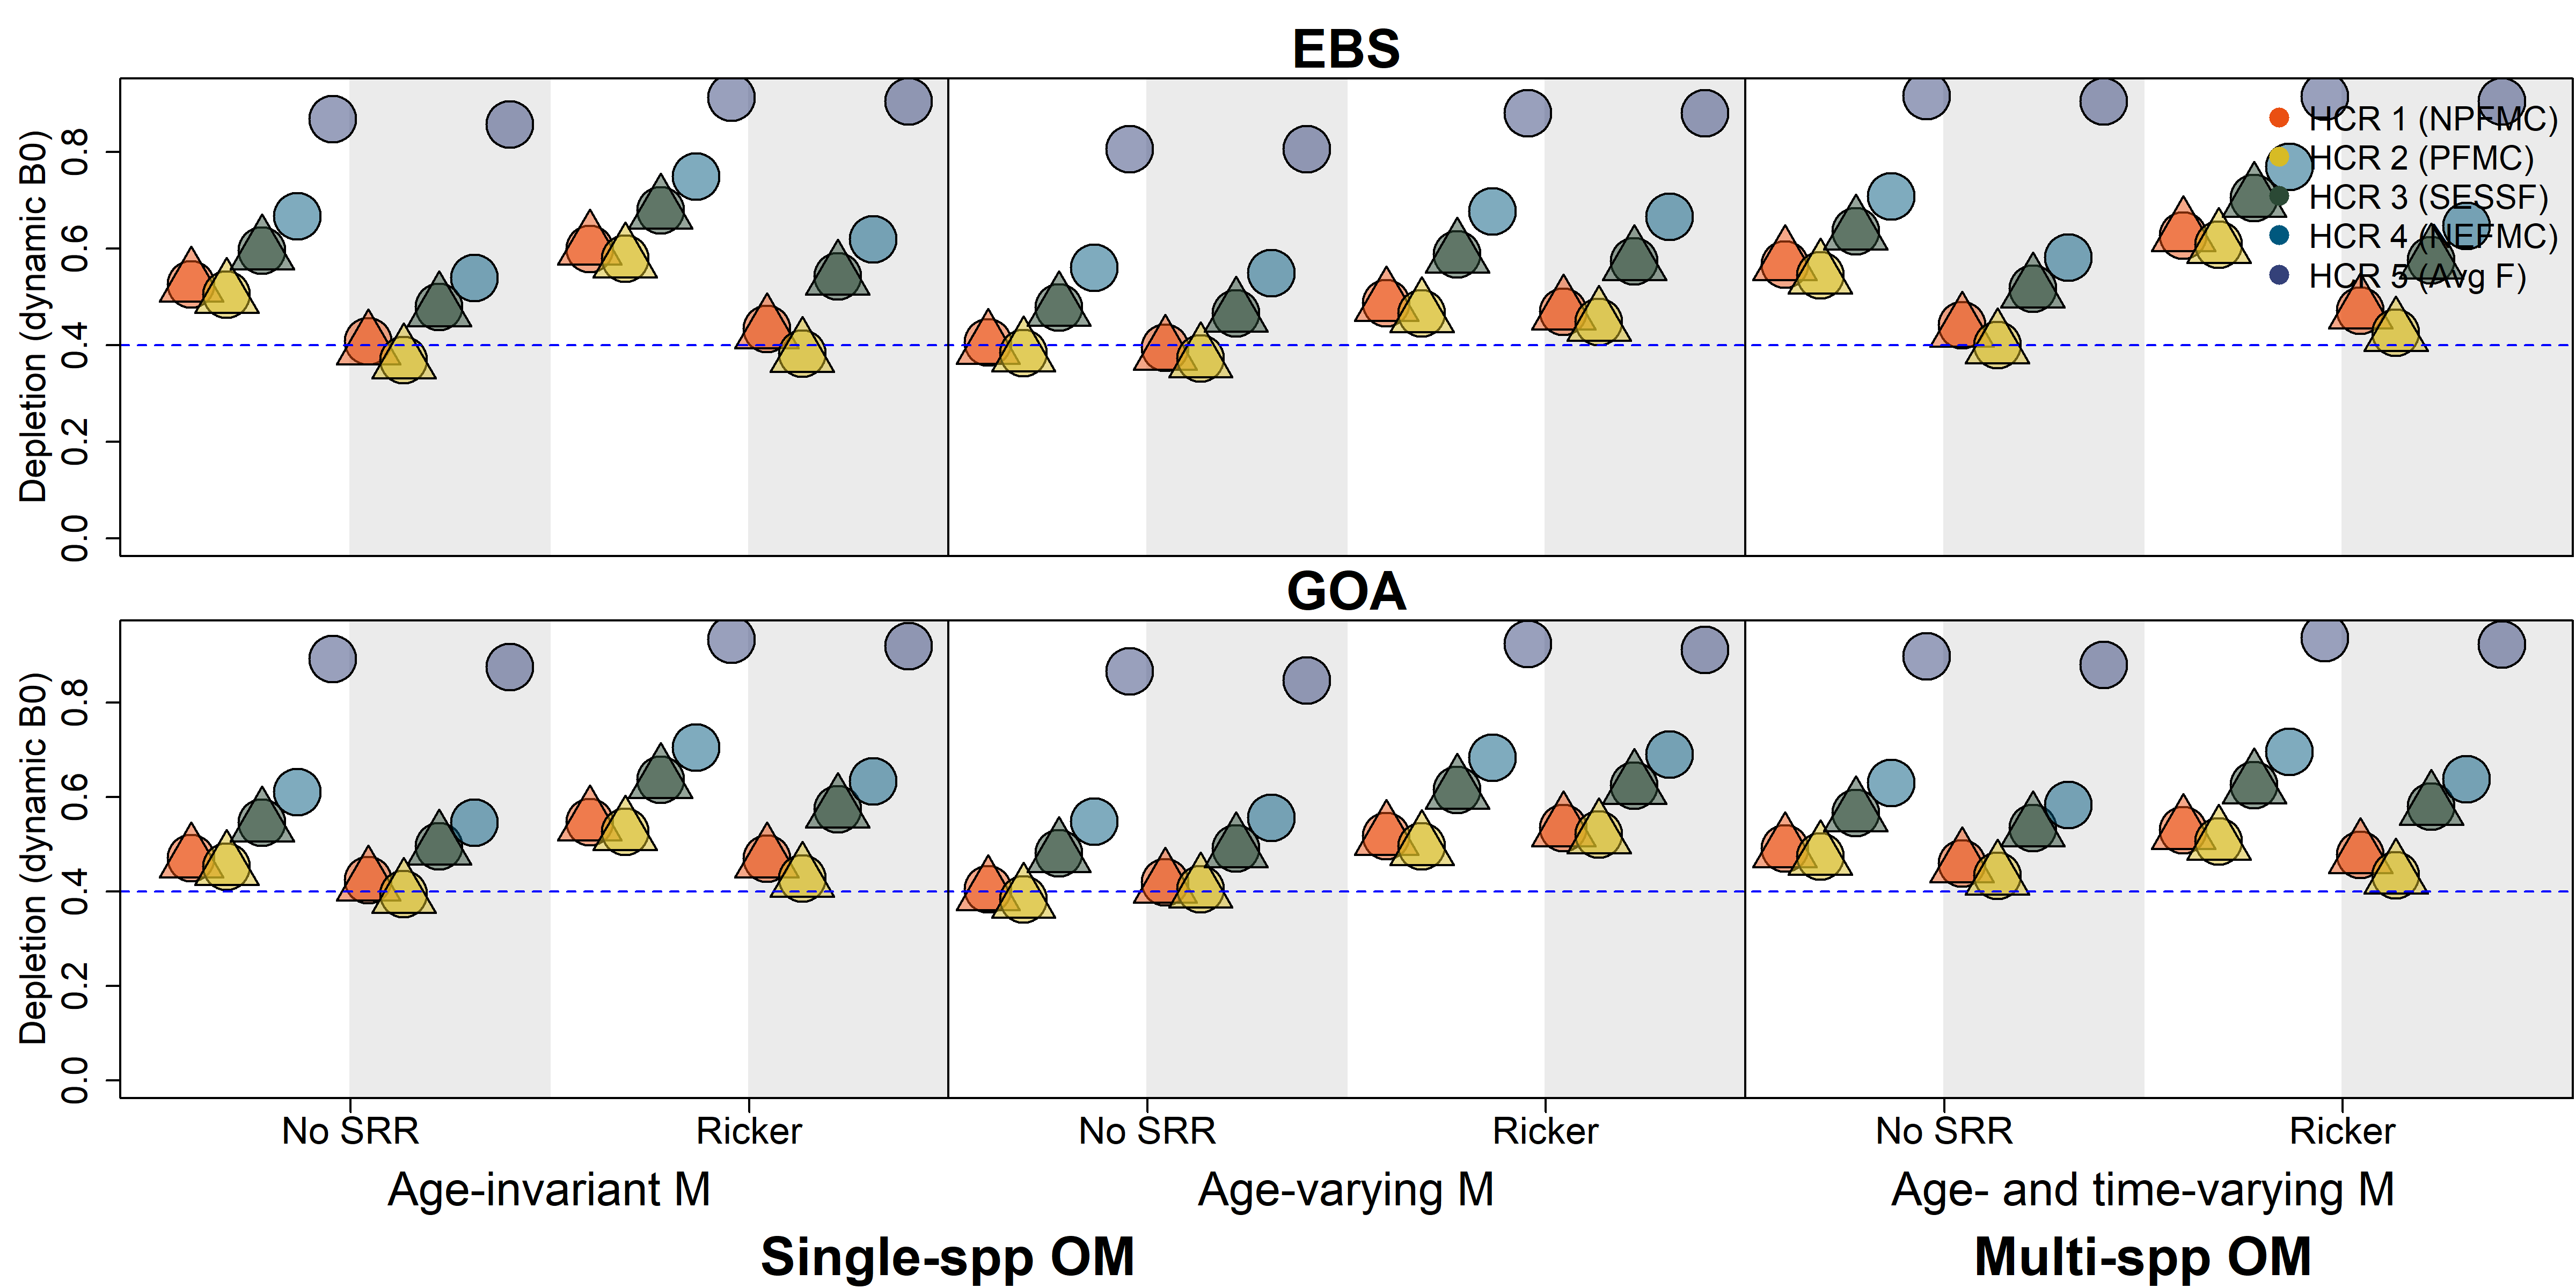 EBS
Depletion (dynamic B0)
0.8
0.6
0.4
0.2
0.0
HCR 1 (NPFMC)
HCR 2 (PFMC)
HCR 3 (SESSF)
HCR 4 (NEFMC)
HCR 5 (Avg F)
GOA
Depletion (dynamic B0)
0.8
0.6
0.4
0.2
0.0
No SRR Ricker No SRR Ricker No SRR Ricker
Age-invariant M Age-varying M Age- and time-varying M
Single-spp OM Multi-spp OM